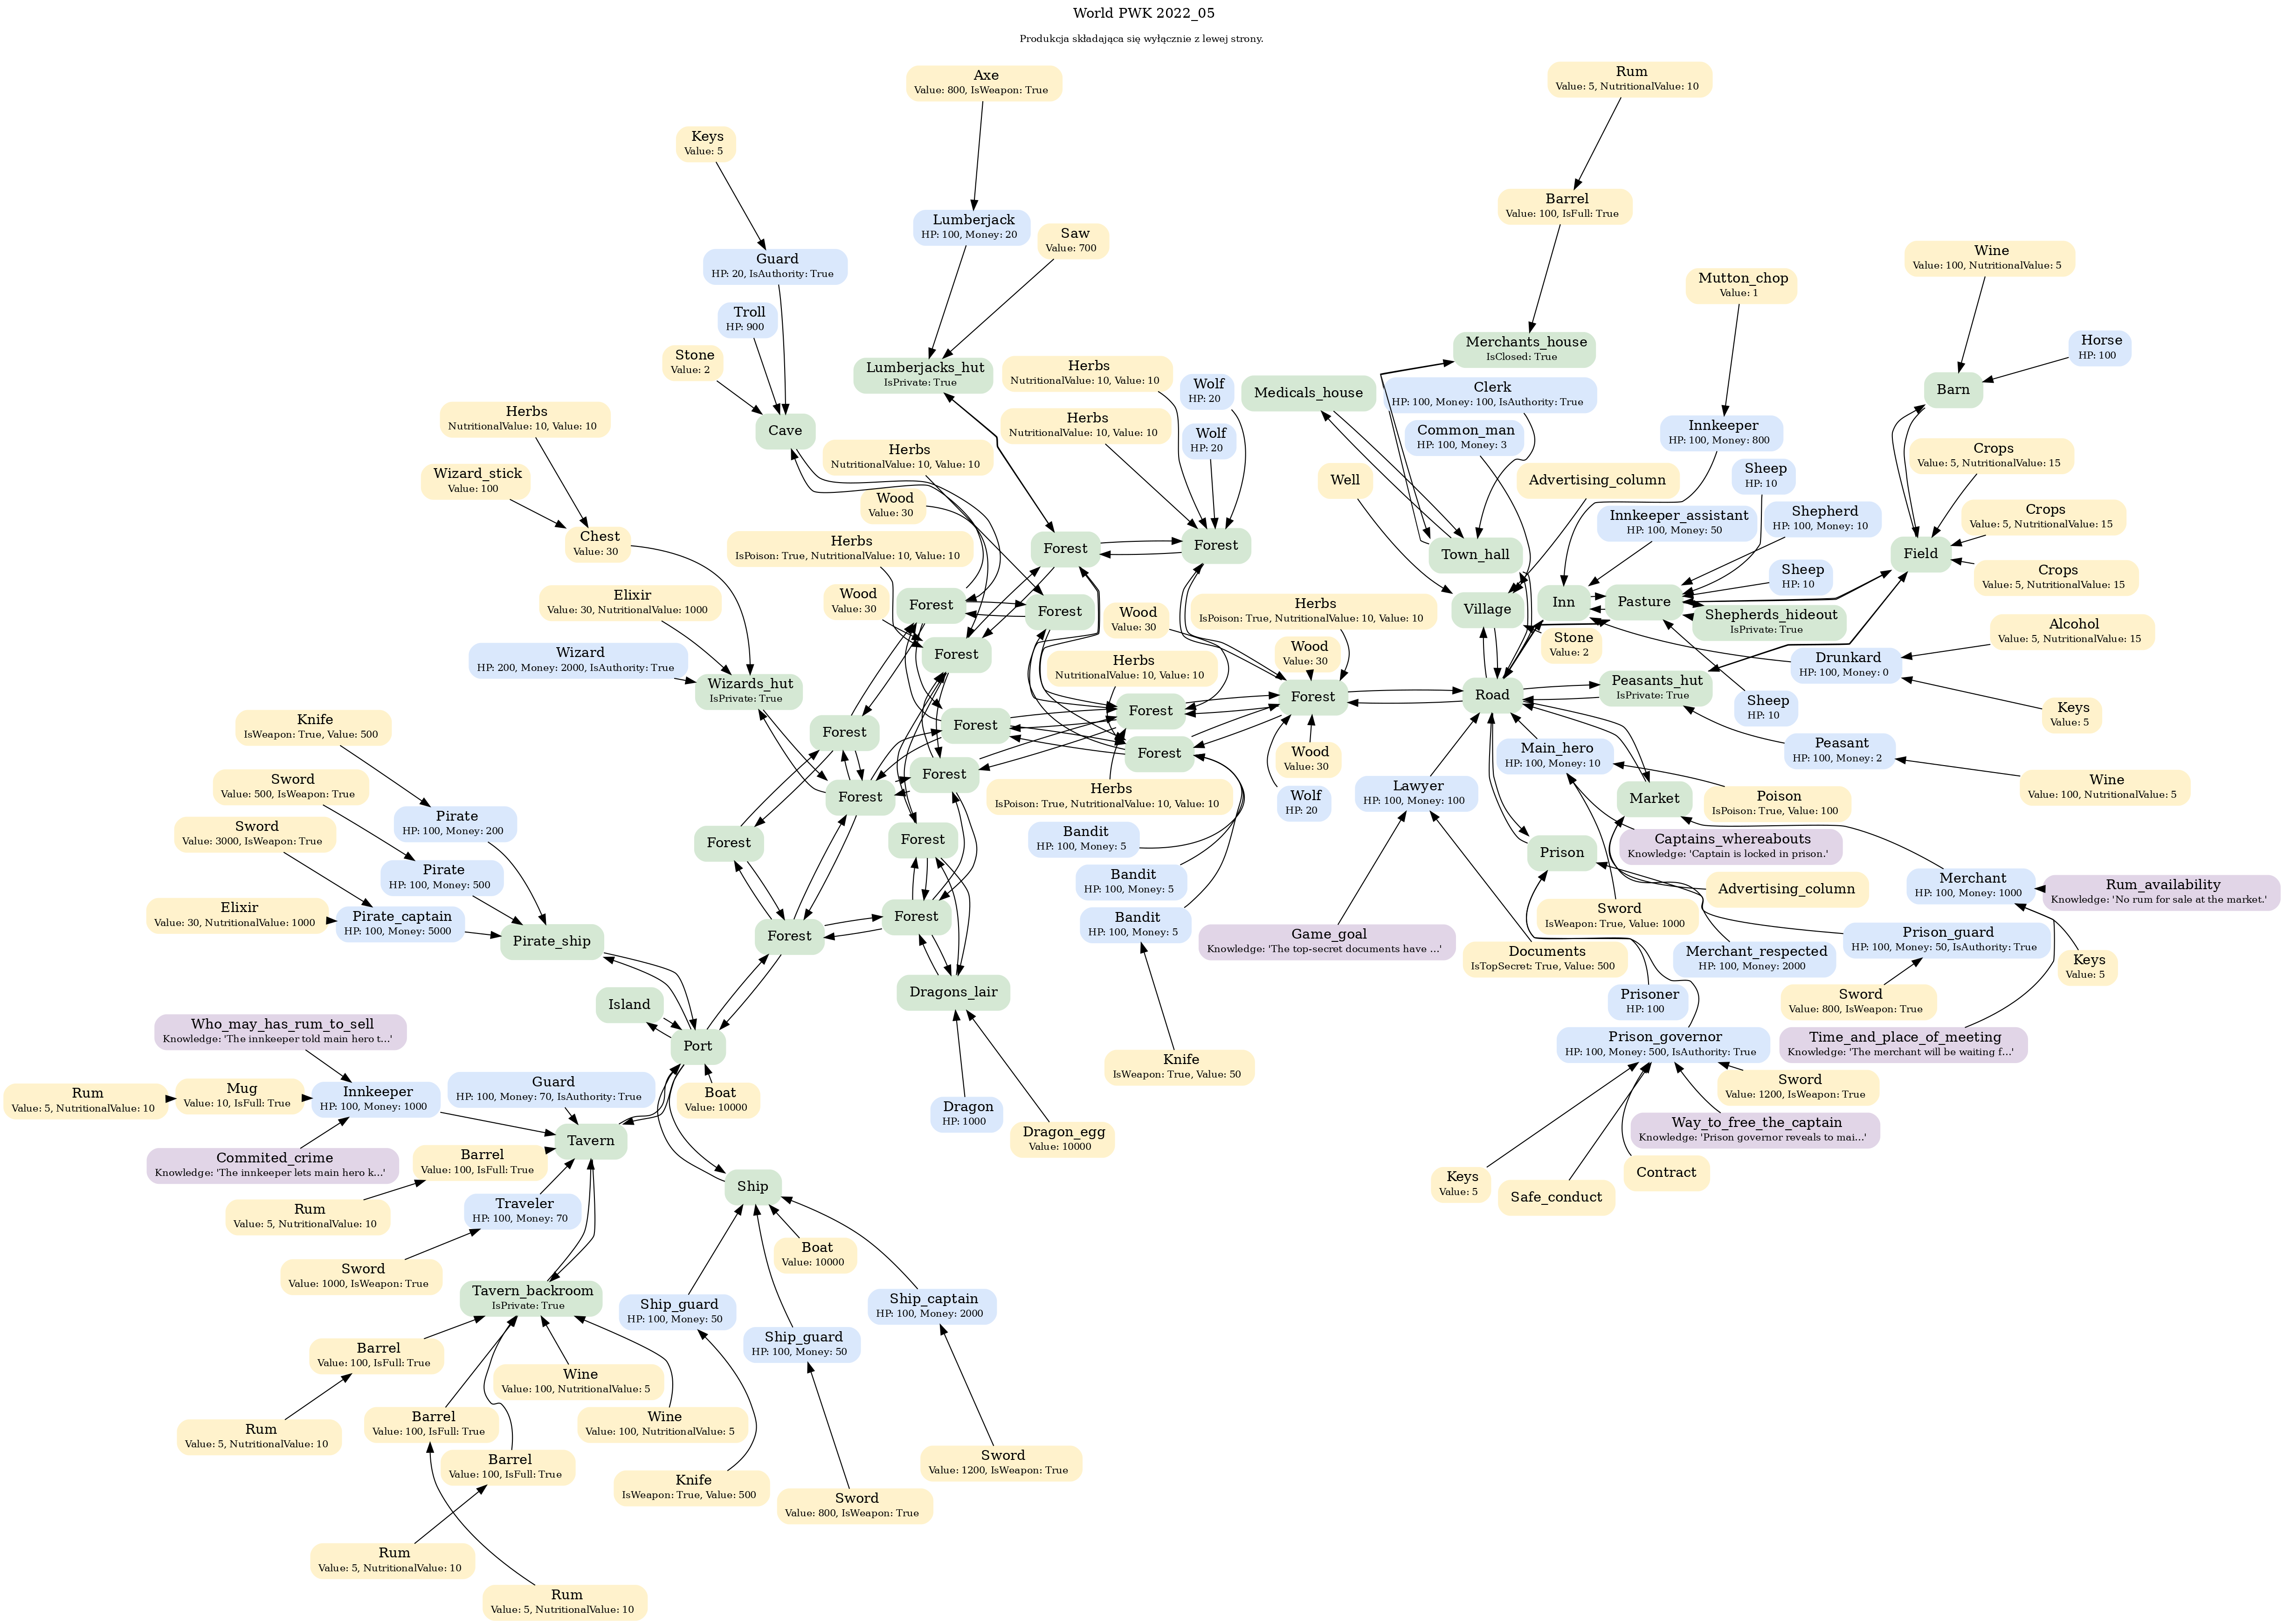 World PWK 2022_05
Produkcja składająca się wyłącznie z lewej strony.
Axe
Value: 800, IsWeapon: True
Rum
Value: 5, NutritionalValue: 10
Keys
Value: 5
Barrel
Value: 100, IsFull: True
Lumberjack
HP: 100, Money: 20
Saw
Value: 700
Guard
HP: 20, IsAuthority: True
Wine
Value: 100, NutritionalValue: 5
Mutton_chop
Value: 1
Troll
HP: 900
Stone
Value: 2
Merchants_house
IsClosed: True
Horse
HP: 100
Lumberjacks_hut
IsPrivate: True
Herbs
NutritionalValue: 10, Value: 10
Wolf
HP: 20
Medicals_house
Clerk
HP: 100, Money: 100, IsAuthority: True
Barn
Herbs
NutritionalValue: 10, Value: 10
Cave
Herbs
NutritionalValue: 10, Value: 10
Wolf
HP: 20
Common_man
HP: 100, Money: 3
Innkeeper
HP: 100, Money: 800
Herbs
NutritionalValue: 10, Value: 10
Crops
Value: 5, NutritionalValue: 15
Wizard_stick
Value: 100
Well
Advertising_column
Sheep
HP: 10
Wood
Value: 30
Chest
Value: 30
Innkeeper_assistant
HP: 100, Money: 50
Shepherd
HP: 100, Money: 10
Crops
Value: 5, NutritionalValue: 15
Herbs
IsPoison: True, NutritionalValue: 10, Value: 10
Forest
Forest
Town_hall
Field
Sheep
HP: 10
Crops
Value: 5, NutritionalValue: 15
Elixir
Value: 30, NutritionalValue: 1000
Wood
Value: 30
Forest
Forest
Wood
Value: 30
Herbs
IsPoison: True, NutritionalValue: 10, Value: 10
Village
Inn
Pasture
Shepherds_hideout
IsPrivate: True
Alcohol
Value: 5, NutritionalValue: 15
Wizard
HP: 200, Money: 2000, IsAuthority: True
Forest
Herbs
NutritionalValue: 10, Value: 10
Wood
Value: 30
Stone
Value: 2
Drunkard
HP: 100, Money: 0
Wizards_hut
IsPrivate: True
Forest
Road
Peasants_hut
IsPrivate: True
Sheep
HP: 10
Keys
Value: 5
Knife
IsWeapon: True, Value: 500
Forest
Forest
Forest
Forest
Wood
Value: 30
Main_hero
HP: 100, Money: 10
Peasant
HP: 100, Money: 2
Sword
Value: 500, IsWeapon: True
Forest
Forest
Herbs
IsPoison: True, NutritionalValue: 10, Value: 10
Wolf
HP: 20
Lawyer
HP: 100, Money: 100
Market
Poison
IsPoison: True, Value: 100
Wine
Value: 100, NutritionalValue: 5
Pirate
HP: 100, Money: 200
Sword
Value: 3000, IsWeapon: True
Forest
Forest
Bandit
HP: 100, Money: 5
Prison
Captains_whereabouts
Knowledge: 'Captain is locked in prison.'
Pirate
HP: 100, Money: 500
Bandit
HP: 100, Money: 5
Advertising_column
Merchant
HP: 100, Money: 1000
Rum_availability
Knowledge: 'No rum for sale at the market.'
Elixir
Value: 30, NutritionalValue: 1000
Pirate_captain
HP: 100, Money: 5000
Forest
Bandit
HP: 100, Money: 5
Sword
IsWeapon: True, Value: 1000
Pirate_ship
Forest
Game_goal
Knowledge: 'The top-secret documents have ...'
Prison_guard
HP: 100, Money: 50, IsAuthority: True
Documents
IsTopSecret: True, Value: 500
Merchant_respected
HP: 100, Money: 2000
Keys
Value: 5
Island
Dragons_lair
Prisoner
HP: 100
Sword
Value: 800, IsWeapon: True
Who_may_has_rum_to_sell
Knowledge: 'The innkeeper told main hero t...'
Port
Prison_governor
HP: 100, Money: 500, IsAuthority: True
Time_and_place_of_meeting
Knowledge: 'The merchant will be waiting f...'
Knife
IsWeapon: True, Value: 50
Rum
Value: 5, NutritionalValue: 10
Mug
Value: 10, IsFull: True
Innkeeper
HP: 100, Money: 1000
Guard
HP: 100, Money: 70, IsAuthority: True
Boat
Value: 10000
Dragon
HP: 1000
Sword
Value: 1200, IsWeapon: True
Tavern
Dragon_egg
Value: 10000
Way_to_free_the_captain
Knowledge: 'Prison governor reveals to mai...'
Commited_crime
Knowledge: 'The innkeeper lets main hero k...'
Barrel
Value: 100, IsFull: True
Ship
Keys
Value: 5
Safe_conduct
Contract
Rum
Value: 5, NutritionalValue: 10
Traveler
HP: 100, Money: 70
Boat
Value: 10000
Sword
Value: 1000, IsWeapon: True
Tavern_backroom
IsPrivate: True
Ship_guard
HP: 100, Money: 50
Ship_captain
HP: 100, Money: 2000
Ship_guard
HP: 100, Money: 50
Barrel
Value: 100, IsFull: True
Wine
Value: 100, NutritionalValue: 5
Rum
Value: 5, NutritionalValue: 10
Barrel
Value: 100, IsFull: True
Wine
Value: 100, NutritionalValue: 5
Barrel
Value: 100, IsFull: True
Sword
Value: 1200, IsWeapon: True
Knife
IsWeapon: True, Value: 500
Sword
Value: 800, IsWeapon: True
Rum
Value: 5, NutritionalValue: 10
Rum
Value: 5, NutritionalValue: 10